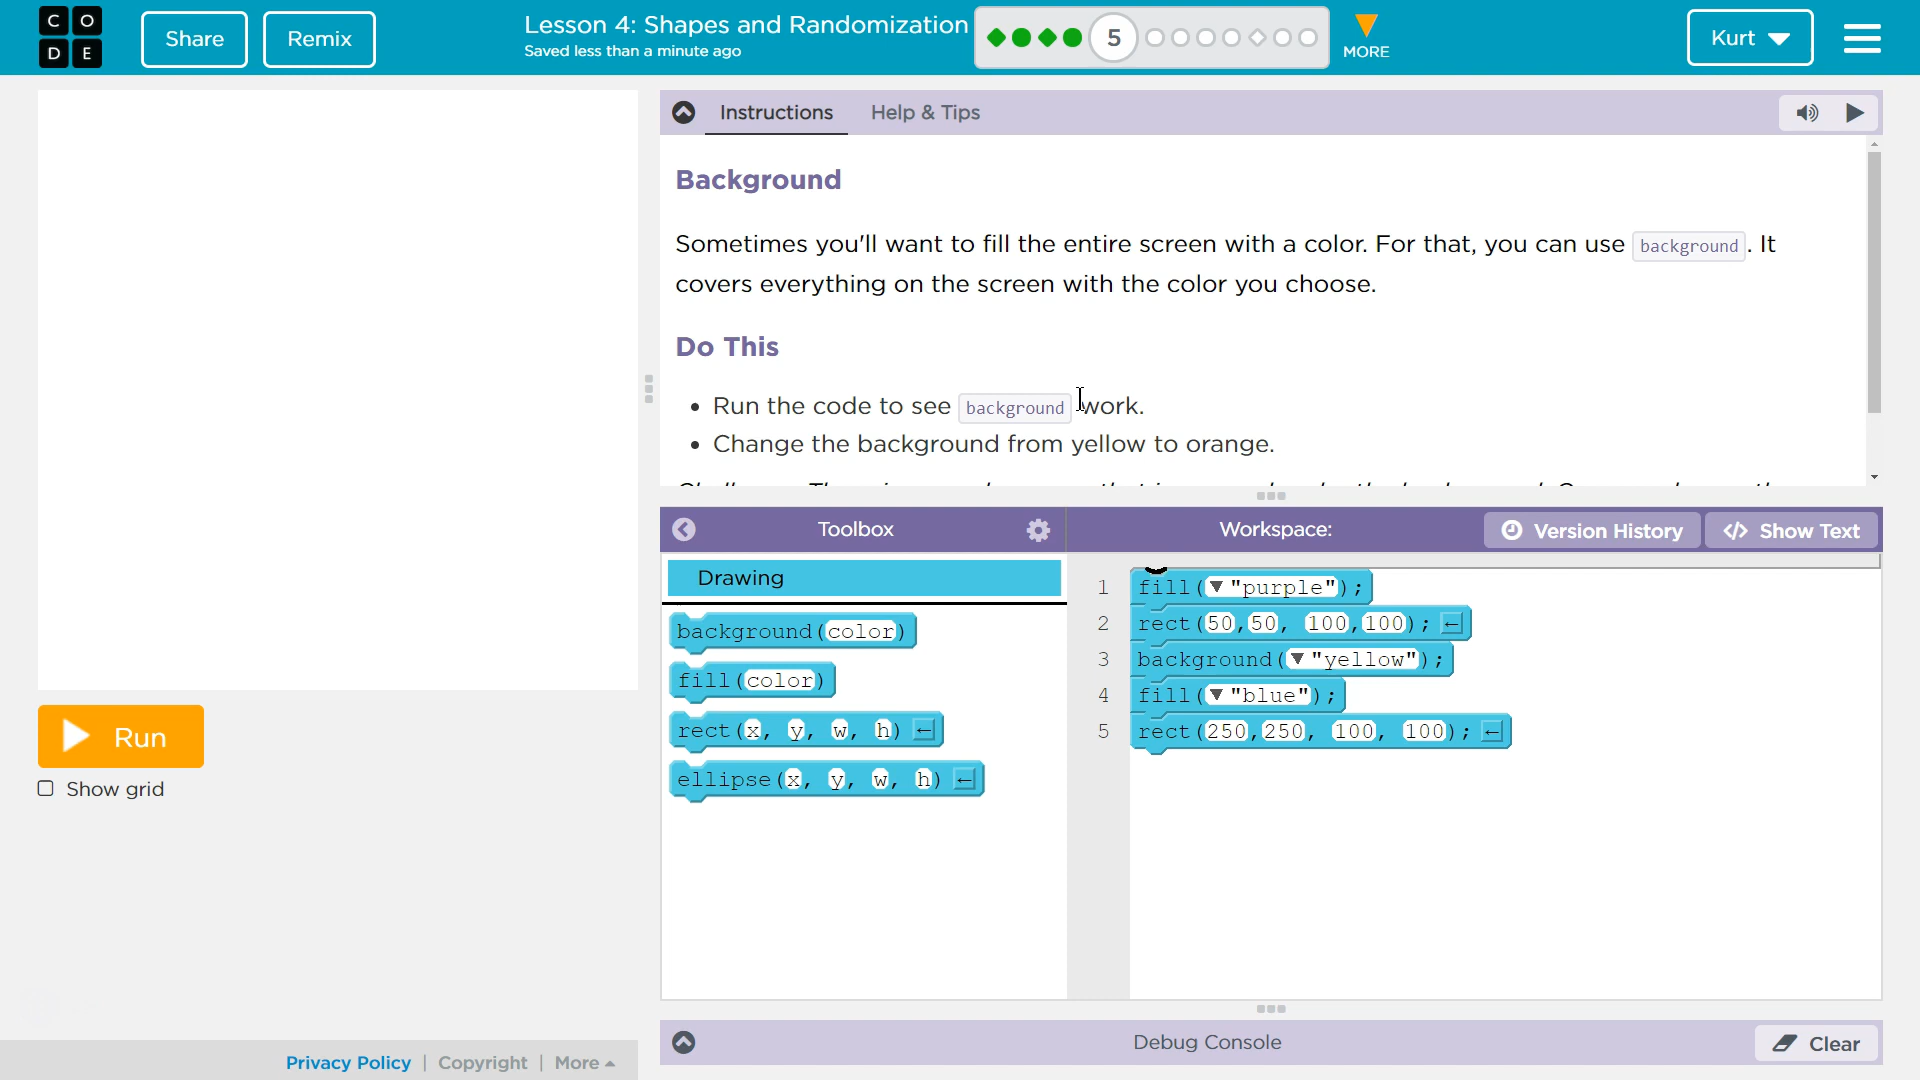 C O
D E
Share
Remix
Lesson 4: Shapes and Randomization
Saved less than a minute ago
5
MORE
Kurt
Instructions
Help & Tips
Background
Sometimes you'll want to fill the entire screen with a color. For that, you can use background. It
covers everything on the screen with the color you choose.
Do This
Run the code to see background work.
Change the background from yellow to orange.
Toolbox
Workspace:
Version History
</> Show Text
Drawing
background(color)
fill(color)
rect(x, y, w, h) ←
ellipse(x, y, w, h) ←
1 fill(▼ "purple");
2 rect(50,50, 100,100); ←
3 background(▼ "yellow");
4 fill(▼ "blue");
5 rect(250,250, 100, 100); ←
Run
Show grid
Debug Console
Clear
Privacy Policy | Copyright | More